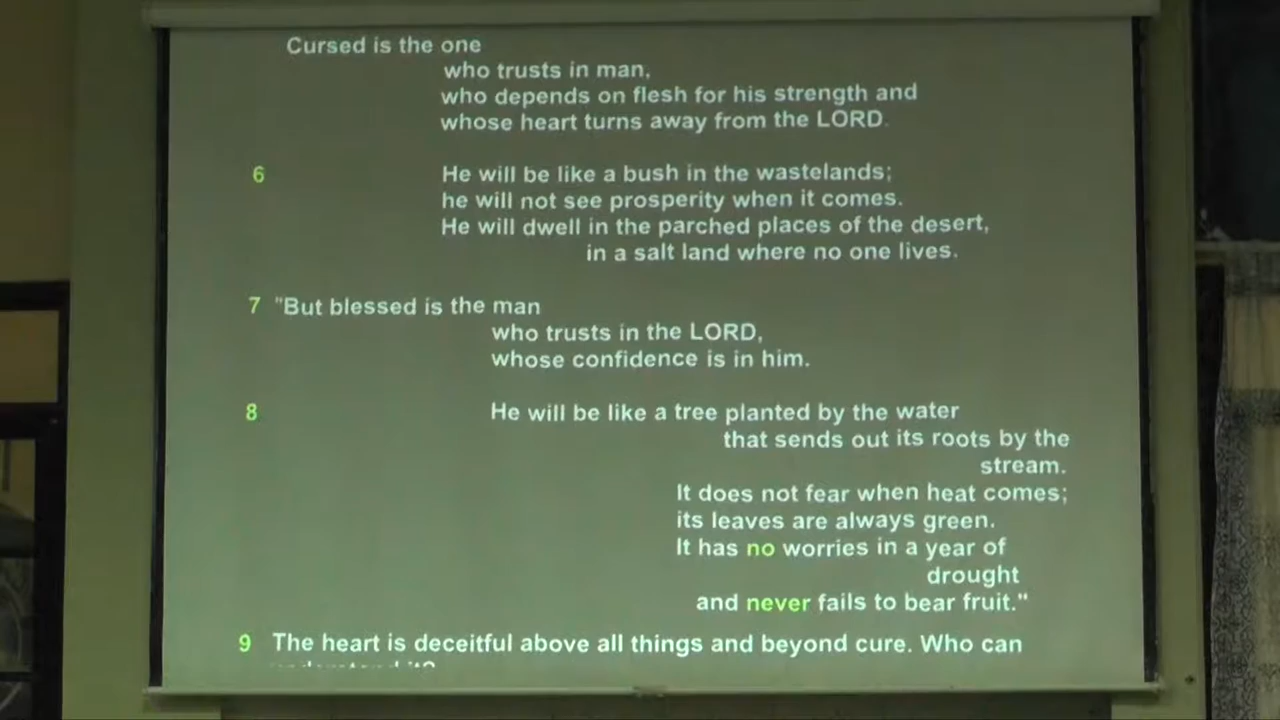 Cursed is the one
who trusts in man,
who depends on flesh for his strength and
whose heart turns away from the LORD.
6 He will be like a bush in the wastelands;
he will not see prosperity when it comes.
He will dwell in the parched places of the desert,
in a salt land where no one lives.
7 "But blessed is the man
who trusts in the LORD,
whose confidence is in him.
8 He will be like a tree planted by the water
that sends out its roots by the
stream.
It does not fear when heat comes;
its leaves are always green.
It has no worries in a year of
drought
and never fails to bear fruit."
9 The heart is deceitful above all things and beyond cure. Who can